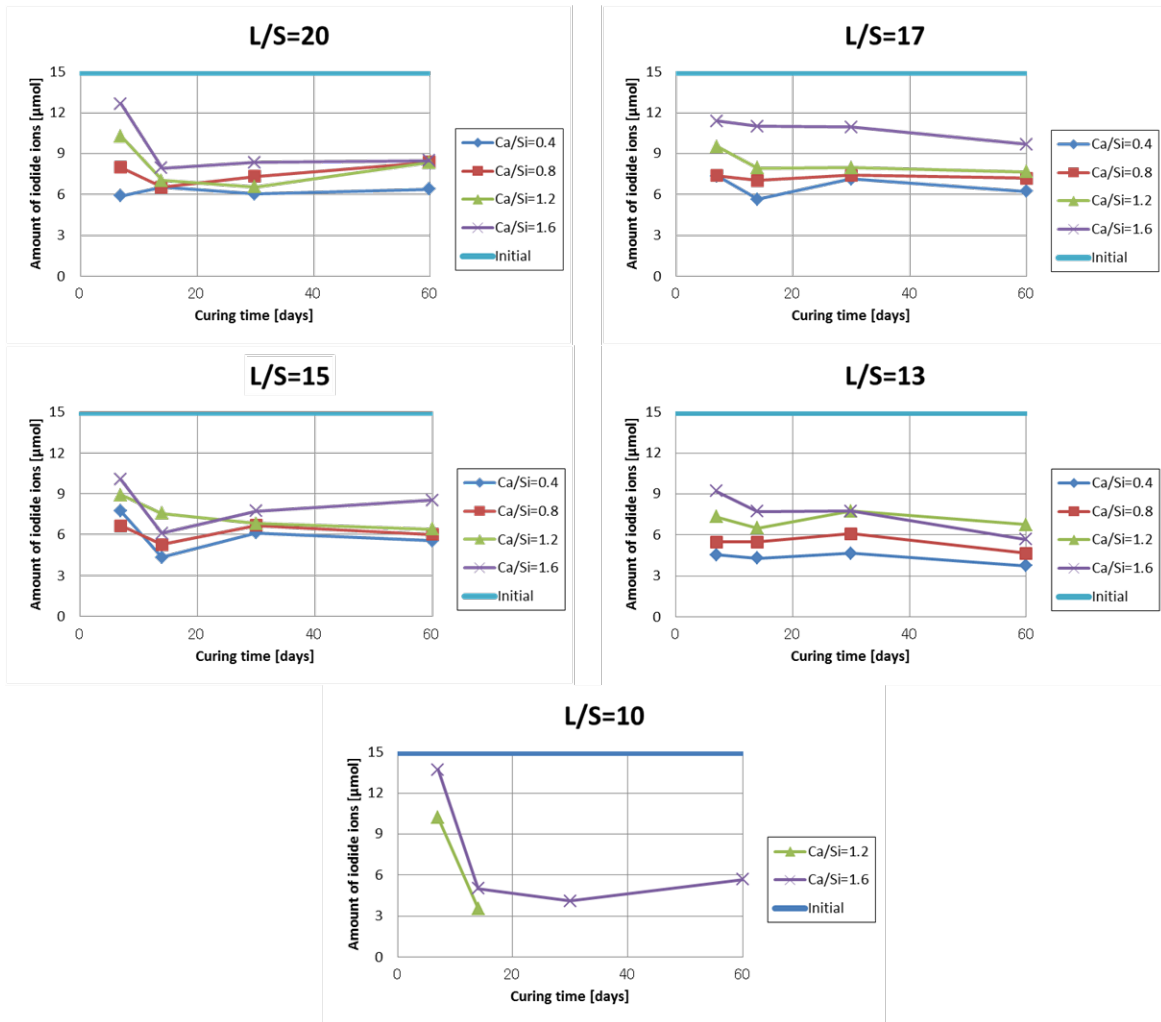 L/S=20
Amount of iodide ions [µmol]
15
12
9
6
3
0
0 20 40 60
Curing time [days]
Ca/Si=0.4
Ca/Si=0.8
Ca/Si=1.2
Ca/Si=1.6
Initial
L/S=17
Amount of iodide ions [µmol]
15
12
9
6
3
0
0 20 40 60
Curing time [days]
Ca/Si=0.4
Ca/Si=0.8
Ca/Si=1.2
Ca/Si=1.6
Initial
L/S=15
Amount of iodide ions [µmol]
15
12
9
6
3
0
0 20 40 60
Curing time [days]
Ca/Si=0.4
Ca/Si=0.8
Ca/Si=1.2
Ca/Si=1.6
Initial
L/S=13
Amount of iodide ions [µmol]
15
12
9
6
3
0
0 20 40 60
Curing time [days]
Ca/Si=0.4
Ca/Si=0.8
Ca/Si=1.2
Ca/Si=1.6
Initial
L/S=10
Amount of iodide ions [µmol]
15
12
9
6
3
0
0 20 40 60
Curing time [days]
Ca/Si=1.2
Ca/Si=1.6
Initial